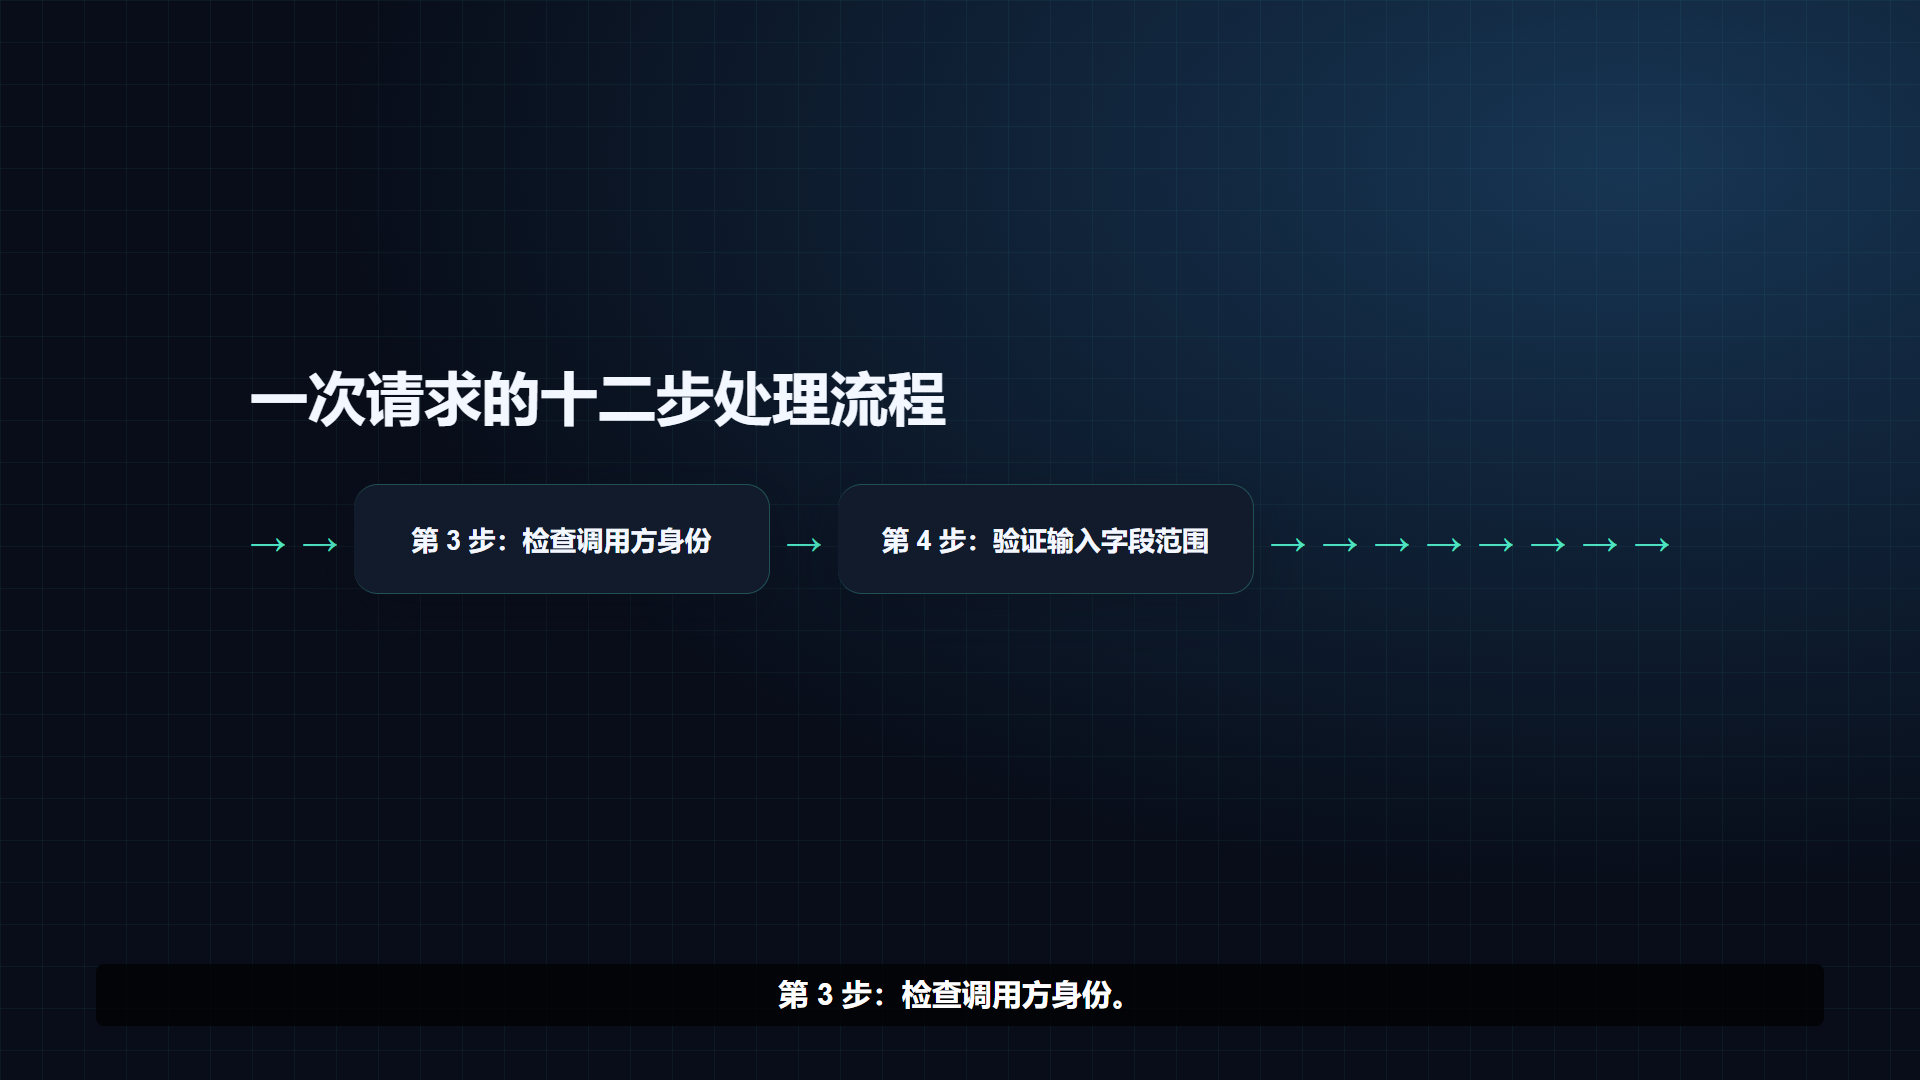 一次请求的十二步处理流程
→ → 第 3 步：检查调用方身份 → 第 4 步：验证输入字段范围 → → → → → → → →
第 3 步：检查调用方身份。